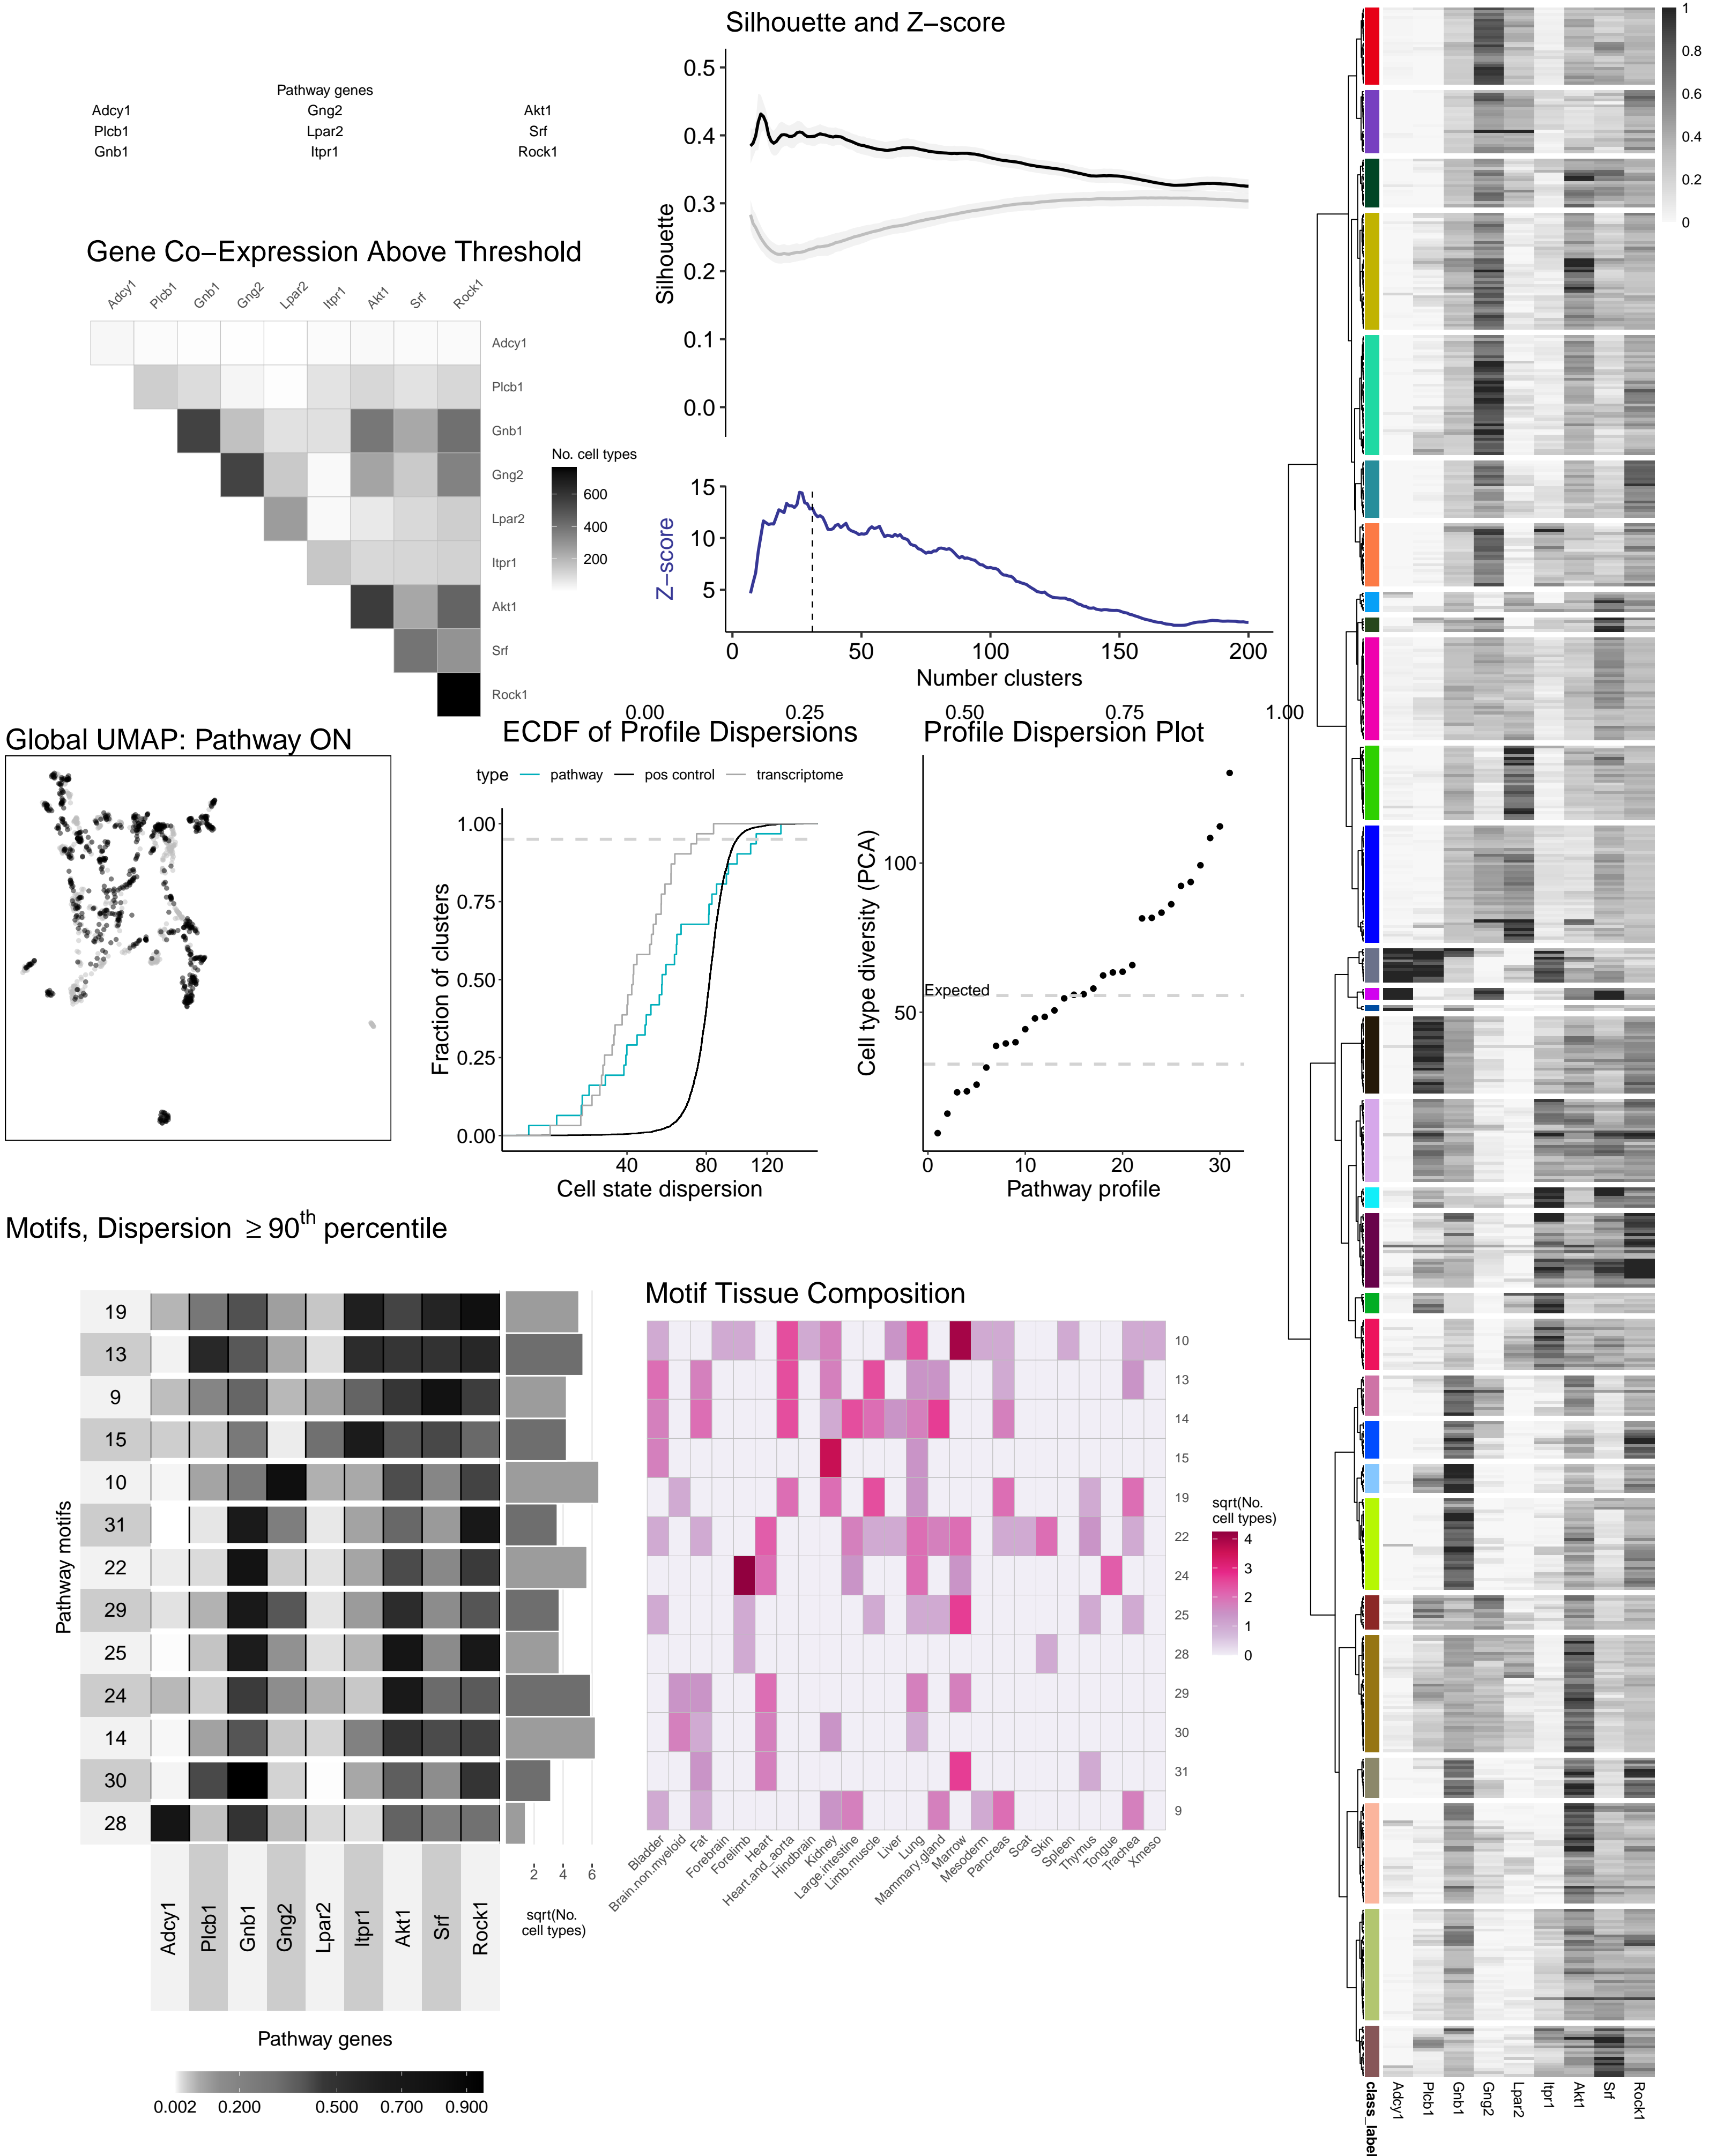 Pathway genes
Adcy1 Gng2 Akt1
Plcb1 Lpar2 Srf
Gnb1 Itpr1 Rock1
Gene Co−Expression Above Threshold
Adcy1 Plcb1 Gnb1 Gng2 Lpar2 Itpr1 Akt1 Srf Rock1
Adcy1
Plcb1
Gnb1
Gng2
Lpar2
Itpr1
Akt1
Srf
Rock1
No. cell types
600
400
200
Silhouette and Z−score
Silhouette
0.5
0.4
0.3
0.2
0.1
0.0
Z−score
15
10
5
0 50 100 150 200
Number clusters
0.00 0.25 0.50 0.75 1.00
Global UMAP: Pathway ON
ECDF of Profile Dispersions
type pathway pos control transcriptome
Fraction of clusters
1.00
0.75
0.50
0.25
0.00
40 80 120
Cell state dispersion
Profile Dispersion Plot
Cell type diversity (PCA)
100
50
Expected
0 10 20 30
Pathway profile
Motifs, Dispersion ≥ 90th percentile
Pathway motifs
19
13
9
15
10
31
22
29
25
24
14
30
28
2 4 6
sqrt(No.
cell types)
Adcy1 Plcb1 Gnb1 Gng2 Lpar2 Itpr1 Akt1 Srf Rock1
Pathway genes
0.002 0.200 0.500 0.700 0.900
Motif Tissue Composition
10
13
14
15
19
22
24
25
28
29
30
31
9
Bladder Brain.non.myeloid Fat Forebrain Forelimb Heart Heart.and_aorta Hindbrain Kidney Large.intestine Limb.muscle Liver Lung Mammary.gland Marrow Mesoderm Pancreas Scat Skin Spleen Thymus Tongue Trachea Xmeso
sqrt(No.
cell types)
4
3
2
1
0
1
0.8
0.6
0.4
0.2
0
class_label Adcy1 Plcb1 Gnb1 Gng2 Lpar2 Itpr1 Akt1 Srf Rock1